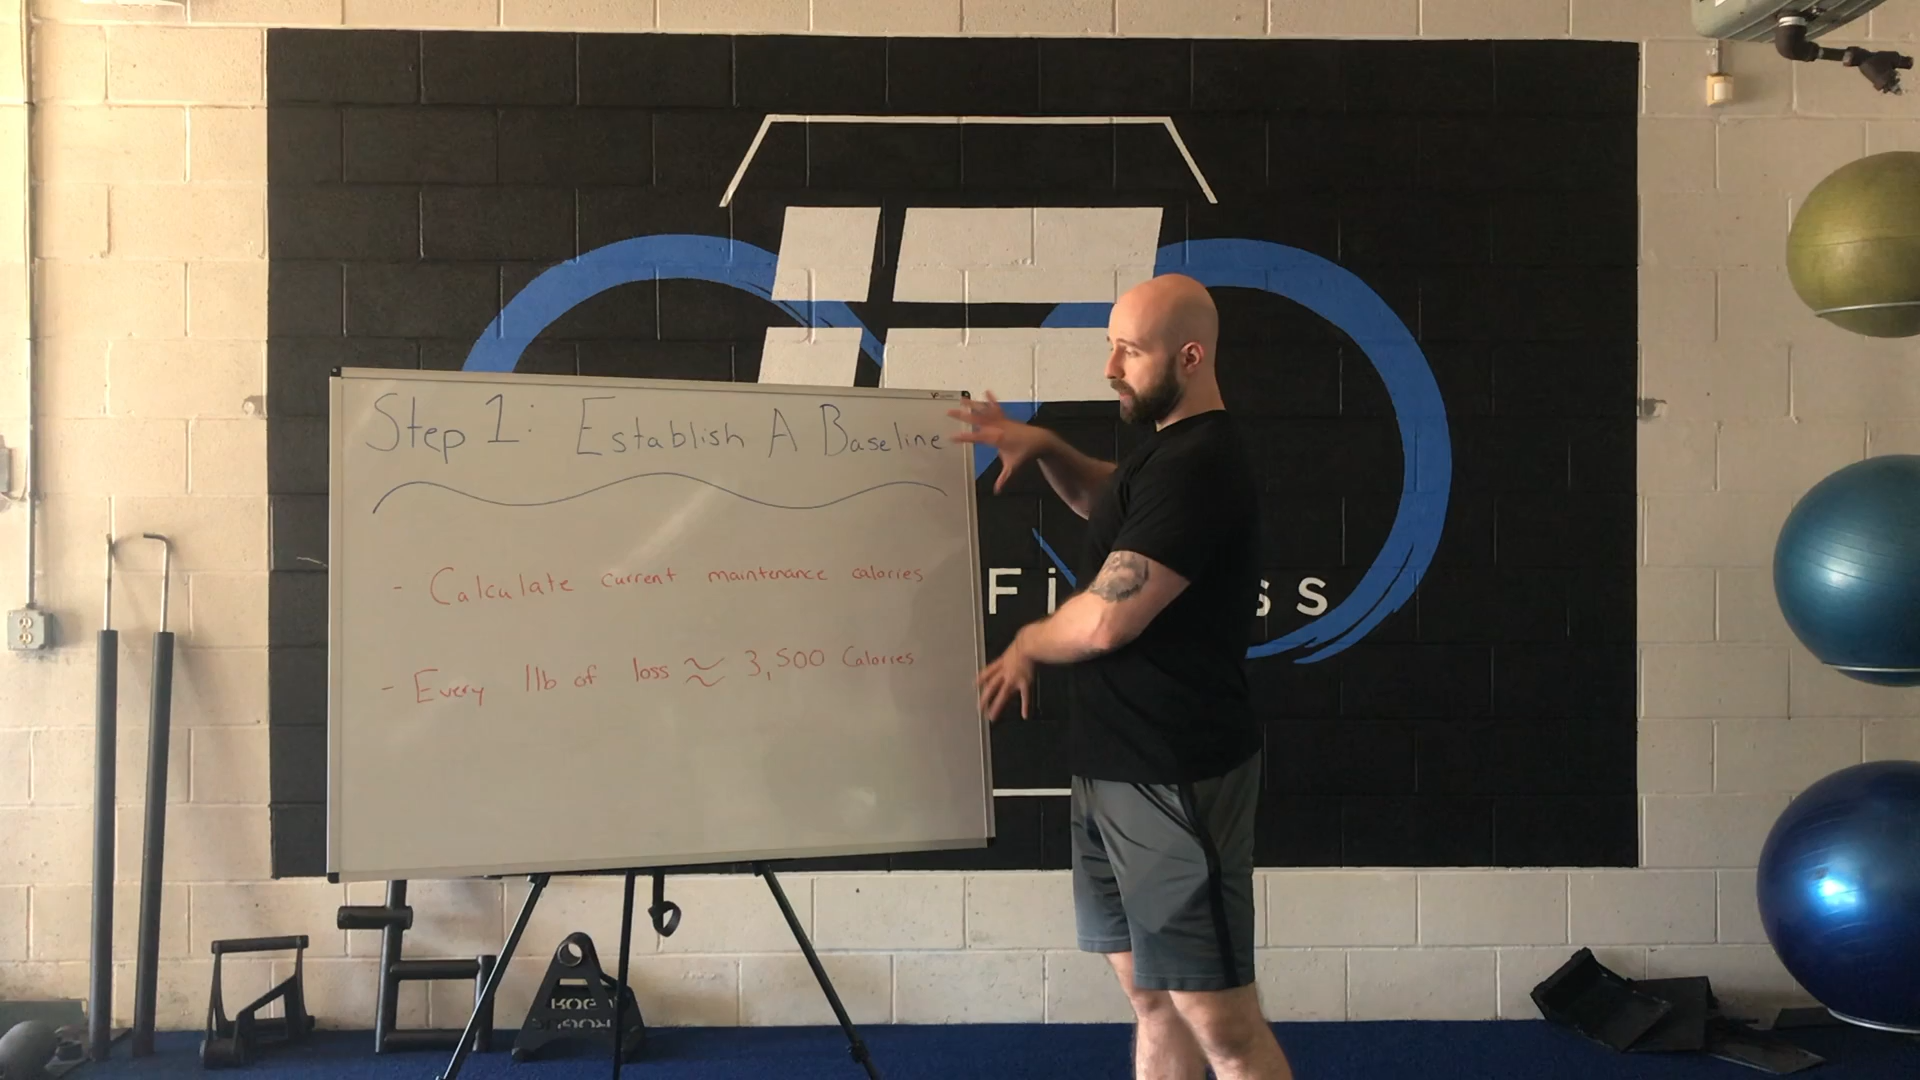 Step 1: Establish A Baseline
- Calculate current maintenance calories
- Every 1lb of loss ≈ 3,500 Calories